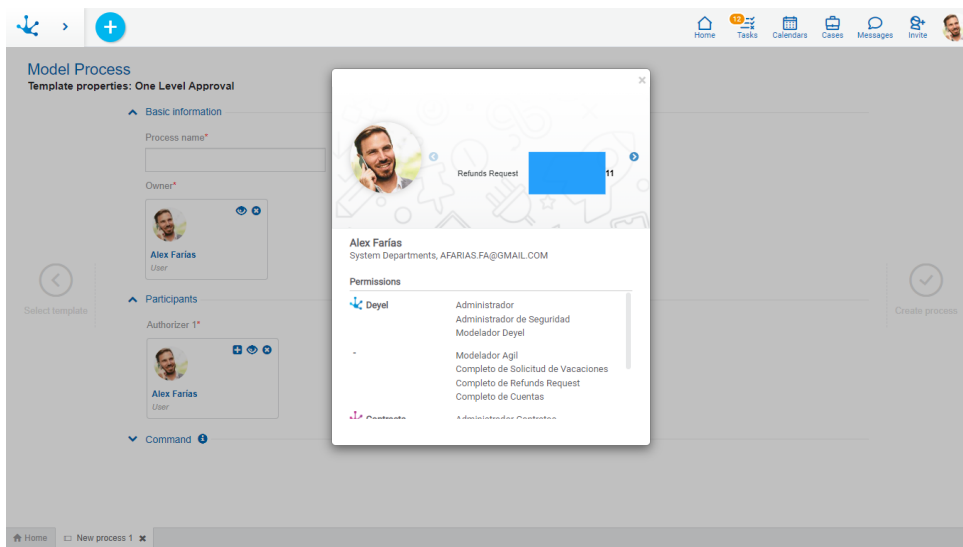 12
Home
Tasks
Calendars
Cases
Messages
Invite
Model Process
Template properties: One Level Approval
Basic information
Process name*
Owner*
Alex Farías
User
Select template
Participants
Authorizer 1*
Alex Farías
User
Command
Create process
×
Refunds Request
11
Alex Farías
System Departments, AFARIAS.FA@GMAIL.COM
Permissions
Deyel
Administrador
Administrador de Seguridad
Modelador Deyel
-
Modelador Agil
Completo de Solicitud de Vacaciones
Completo de Refunds Request
Completo de Cuentas
Home
New process 1